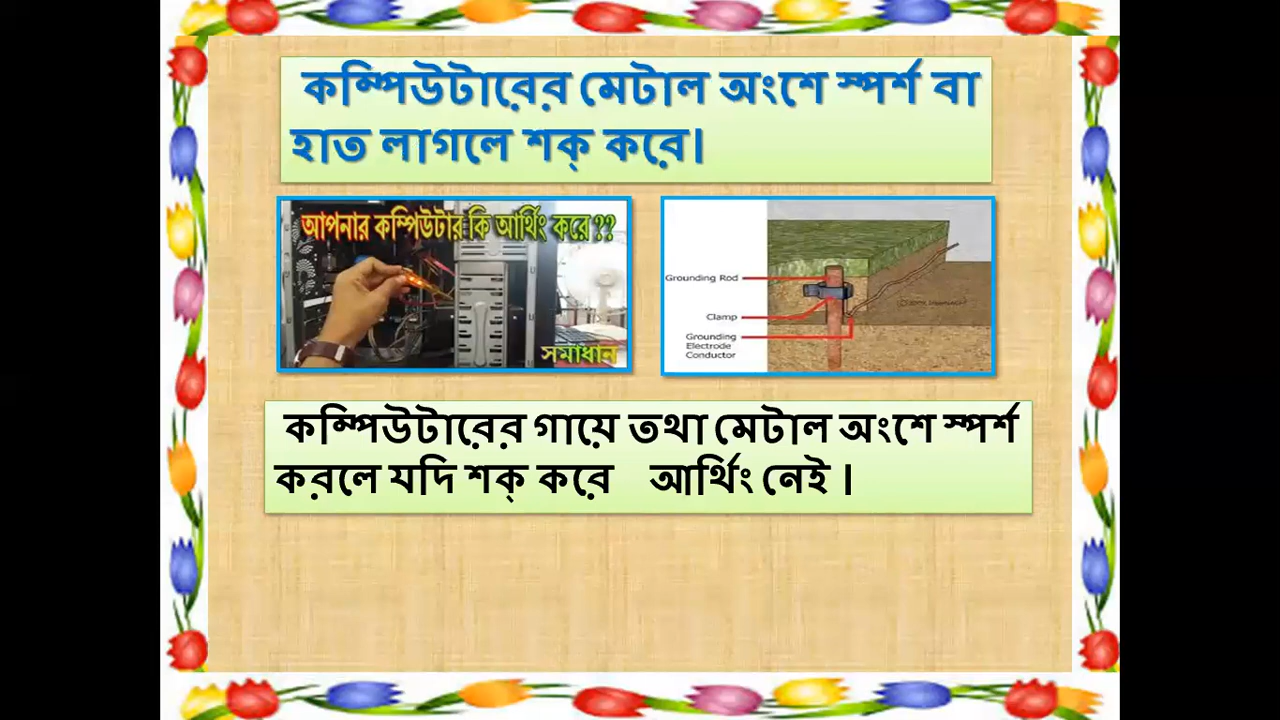 কম্পিউটারের মেটাল অংশে স্পর্শ বা
হাত লাগলে শক্ করে।
আপনার কম্পিউটার কি আর্থিং করে ??
সমাধান
Grounding Rod
Clamp
Grounding
Electrode
Conductor
কম্পিউটারের গায়ে তথা মেটাল অংশে স্পর্শ
করলে যদি শক্ করে আর্থিং নেই ।